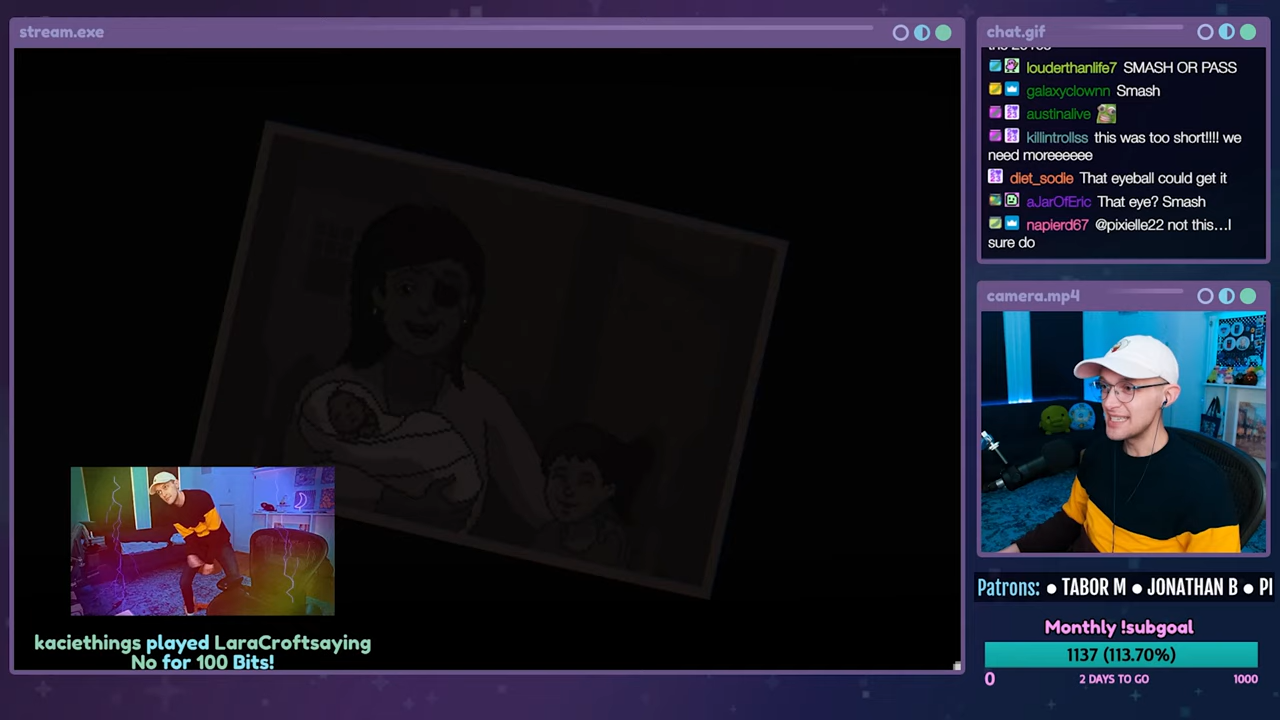 stream.exe
chat.gif
louderthanlife7 SMASH OR PASS
galaxyclownn Smash
austinalive
killintrollss this was too short!!!! we
need moreeeeee
diet_sodie That eyeball could get it
aJarOfEric That eye? Smash
napierd67 @pixielle22 not this...I
sure do
camera.mp4
kaciethings played LaraCroftsaying
No for 100 Bits!
Patrons: ● TABOR M ● JONATHAN B ● PI
Monthly !subgoal
1137 (113.70%)
0 2 DAYS TO GO 1000